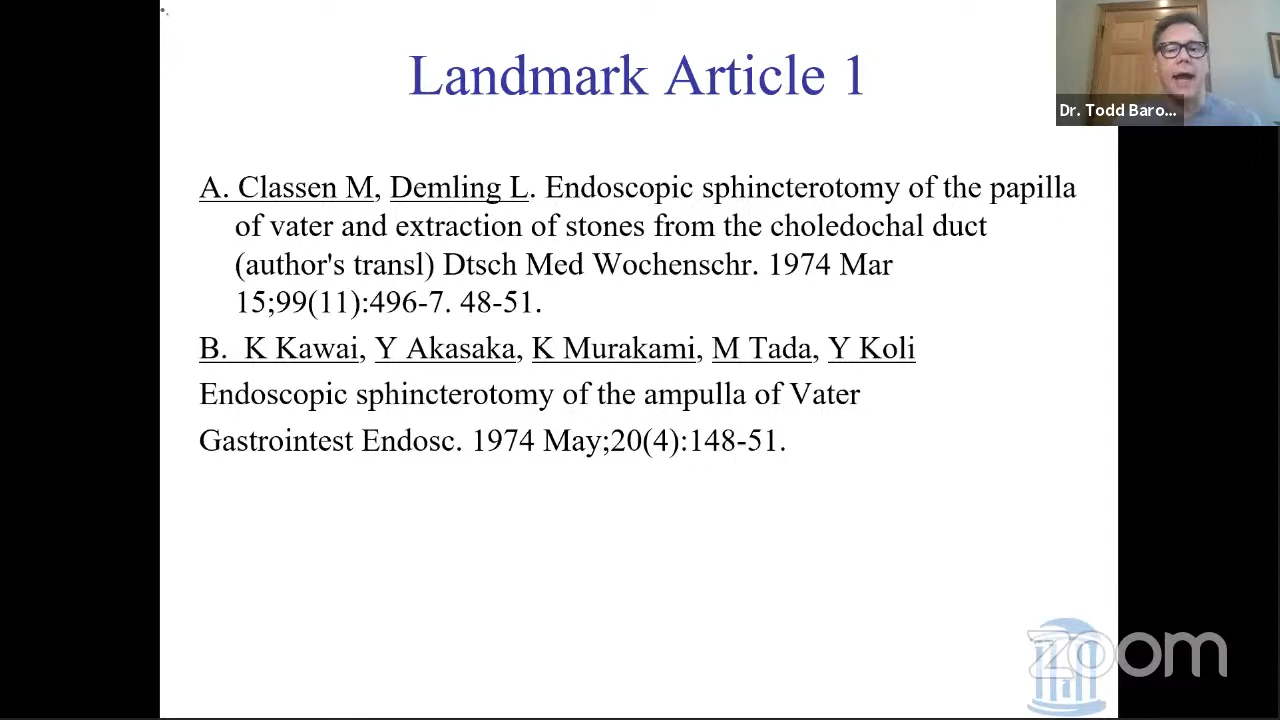 Landmark Article 1
Dr. Todd Baro...
A. Classen M, Demling L. Endoscopic sphincterotomy of the papilla
of vater and extraction of stones from the choledochal duct
(author's transl) Dtsch Med Wochenschr. 1974 Mar
15;99(11):496-7. 48-51.
B. K Kawai, Y Akasaka, K Murakami, M Tada, Y Koli
Endoscopic sphincterotomy of the ampulla of Vater
Gastrointest Endosc. 1974 May;20(4):148-51.
zoom